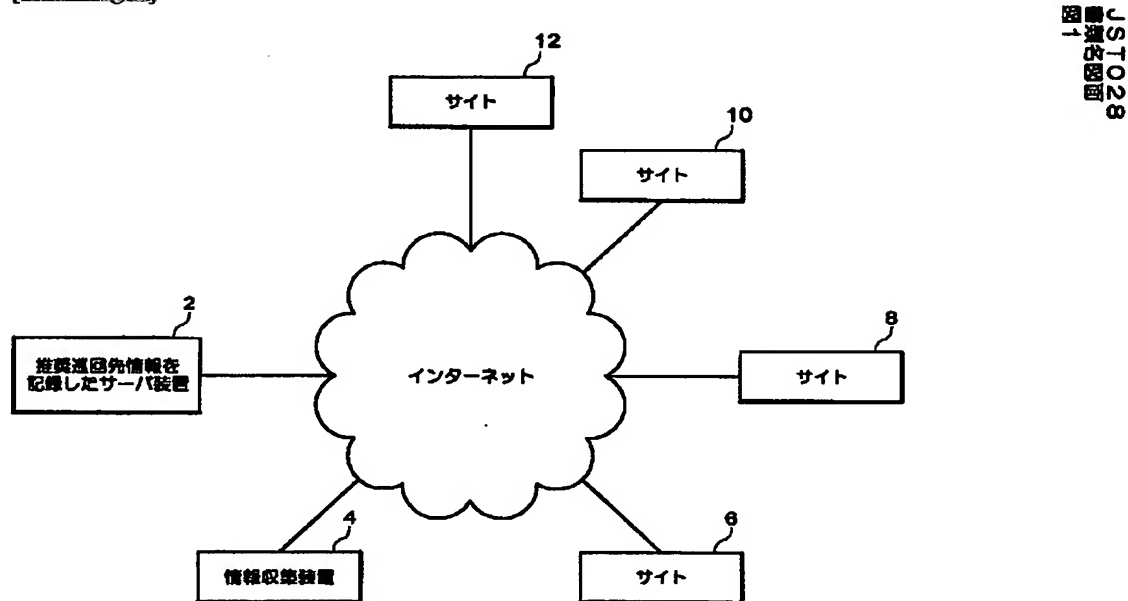 JST028
書類名図面
図1
12
サイト
10
サイト
2
推奨巡回先情報を
記録したサーバ装置
インターネット
8
サイト
4
情報収集装置
6
サイト